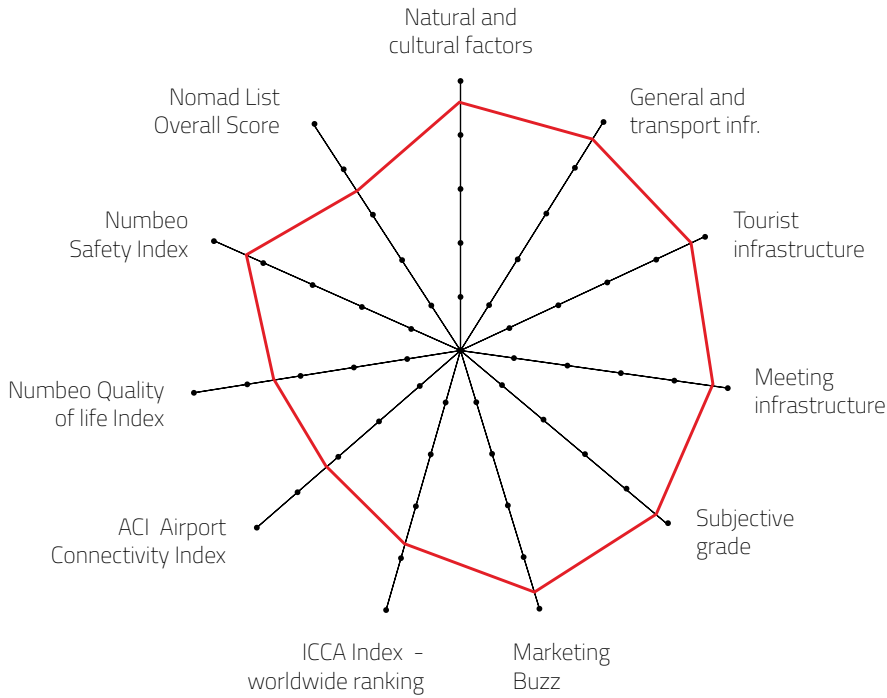 Natural and
cultural factors
General and
transport infr.
Tourist
infrastructure
Meeting
infrastructure
Subjective
grade
Marketing
Buzz
ICCA Index -
worldwide ranking
ACI Airport
Connectivity Index
Numbeo Quality
of life Index
Numbeo
Safety Index
Nomad List
Overall Score